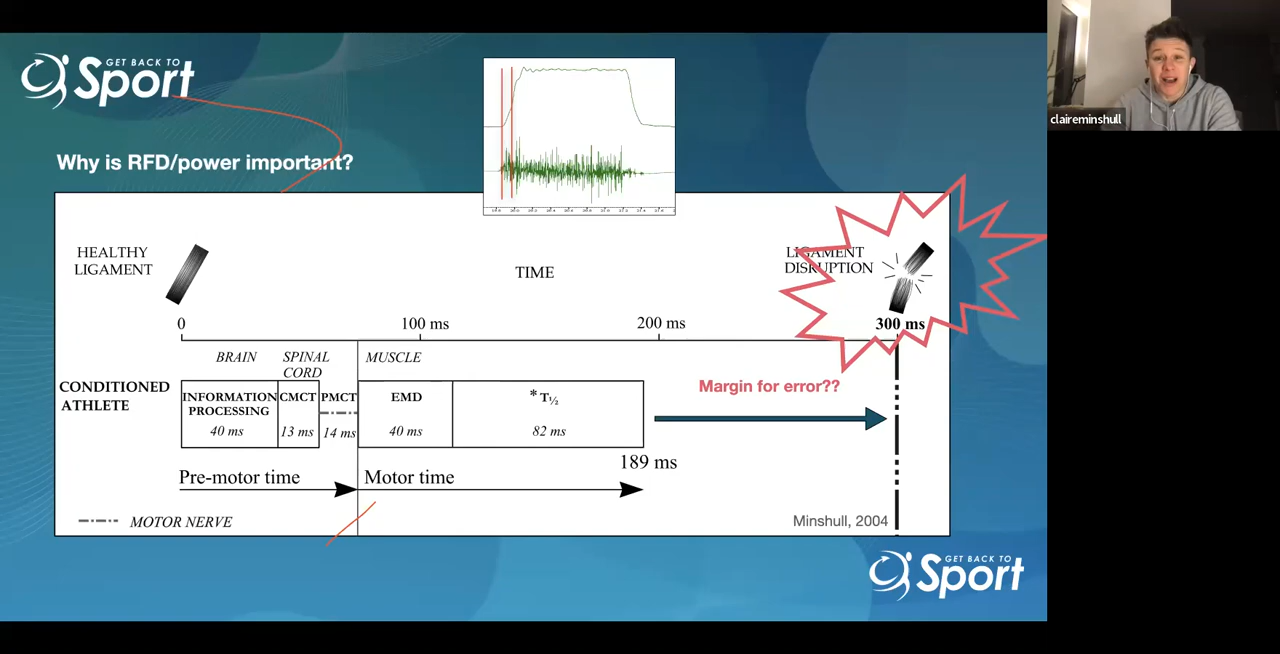 GET BACK TO
Sport
claireminshull
Why is RFD/power important?
HEALTHY
LIGAMENT
TIME
LIGAMENT
DISRUPTION
0
100 ms
200 ms
300 ms
BRAIN
SPINAL
CORD
MUSCLE
CONDITIONED
ATHLETE
INFORMATION
PROCESSING
40 ms
CMCT
13 ms
PMCT
14 ms
EMD
40 ms
*T½
82 ms
Margin for error??
189 ms
Pre-motor time
Motor time
MOTOR NERVE
Minshull, 2004
GET BACK TO
Sport